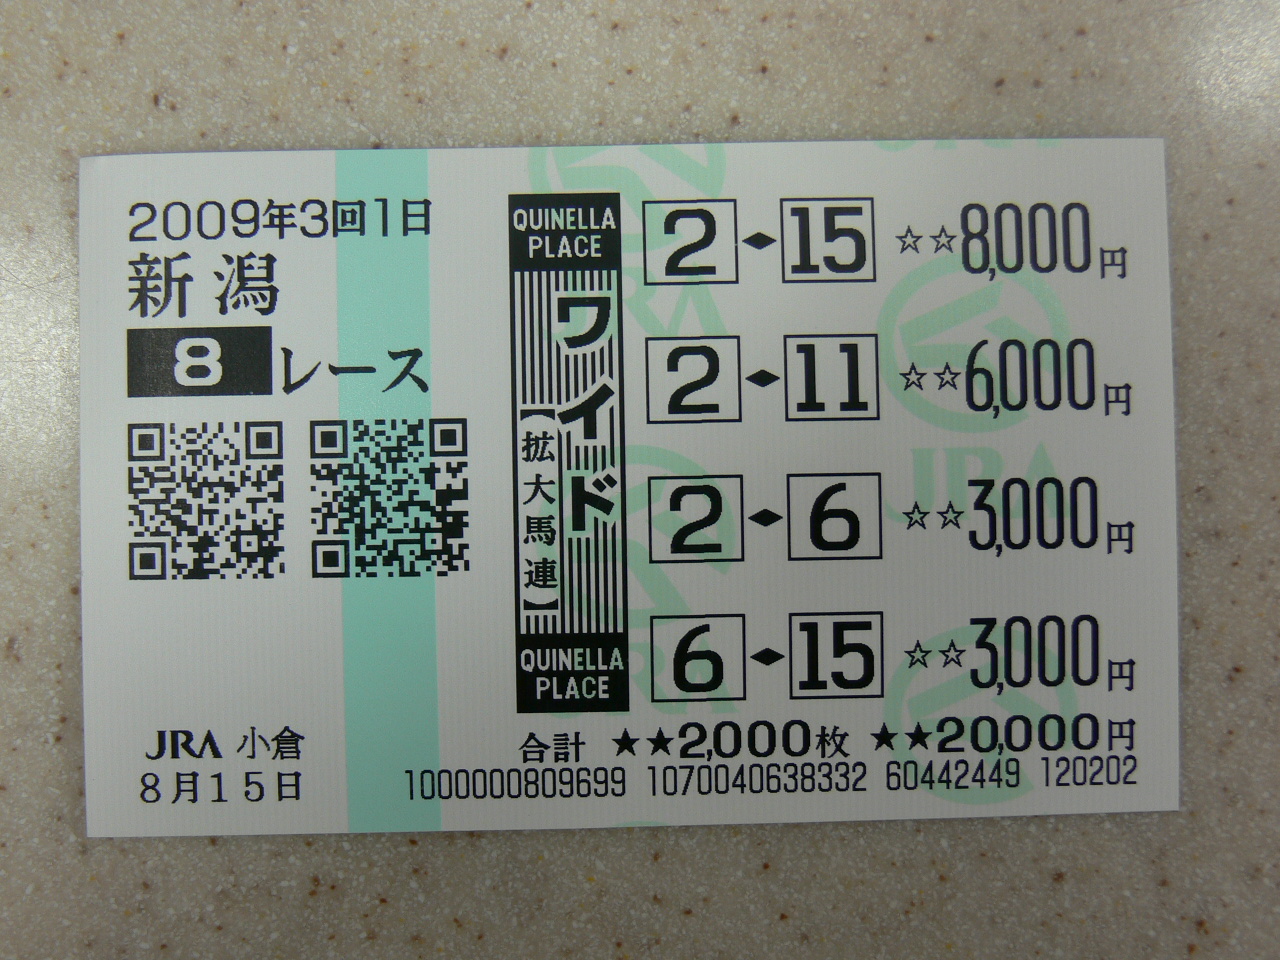 2009年3回1日
新潟
8レース
JRA 小倉
8月15日
QUINELLA
PLACE
ワイド
【拡大馬連】
QUINELLA
PLACE
2◆15 ☆☆8,000円
2◆11 ☆☆6,000円
2◆6 ☆☆3,000円
6◆15 ☆☆3,000円
合計 ★★2,000枚 ★★20,000円
1000000809699 1070040638332 60442449 120202
JRA
JRA
JRA
JRA